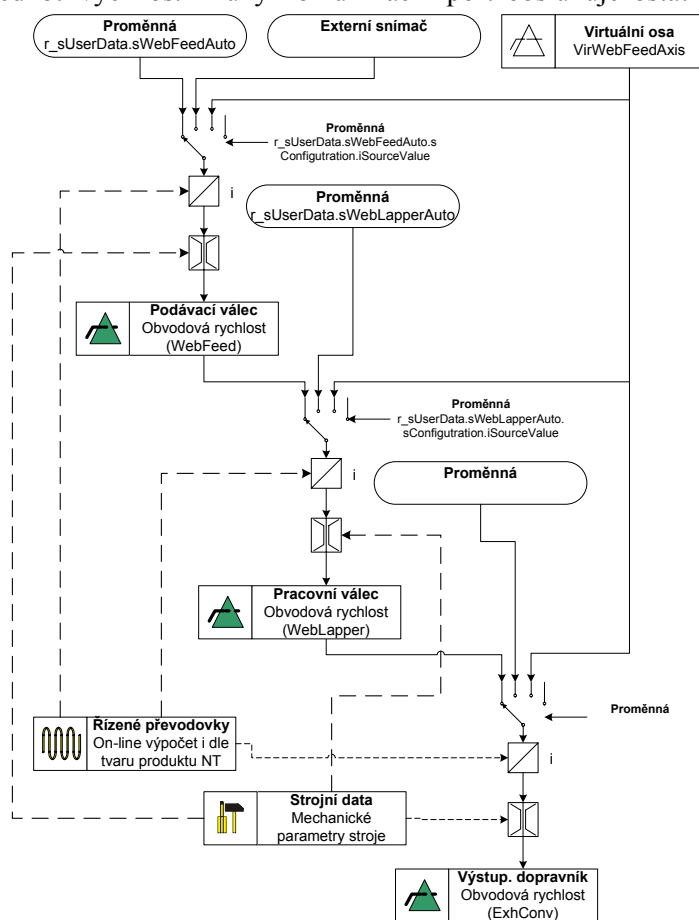 Proměnná
r_sUserData.sWebFeedAuto
Externí snímač
Virtuální osa
VirWebFeedAxis
Proměnná
r_sUserData.sWebFeedAuto.s
Configutration.iSourceValue
i
Proměnná
r_sUserData.sWebLapperAuto
Podávací válec
Obvodová rychlost
(WebFeed)
Proměnná
r_sUserData.sWebLapperAuto.
sConfigutration.iSourceValue
i
Proměnná
Pracovní válec
Obvodová rychlost
(WebLapper)
Proměnná
Řízené převodovky
On-line výpočet i dle
tvaru produktu NT
i
Strojní data
Mechanické
parametry stroje
Výstup. dopravník
Obvodová rychlost
(ExhConv)